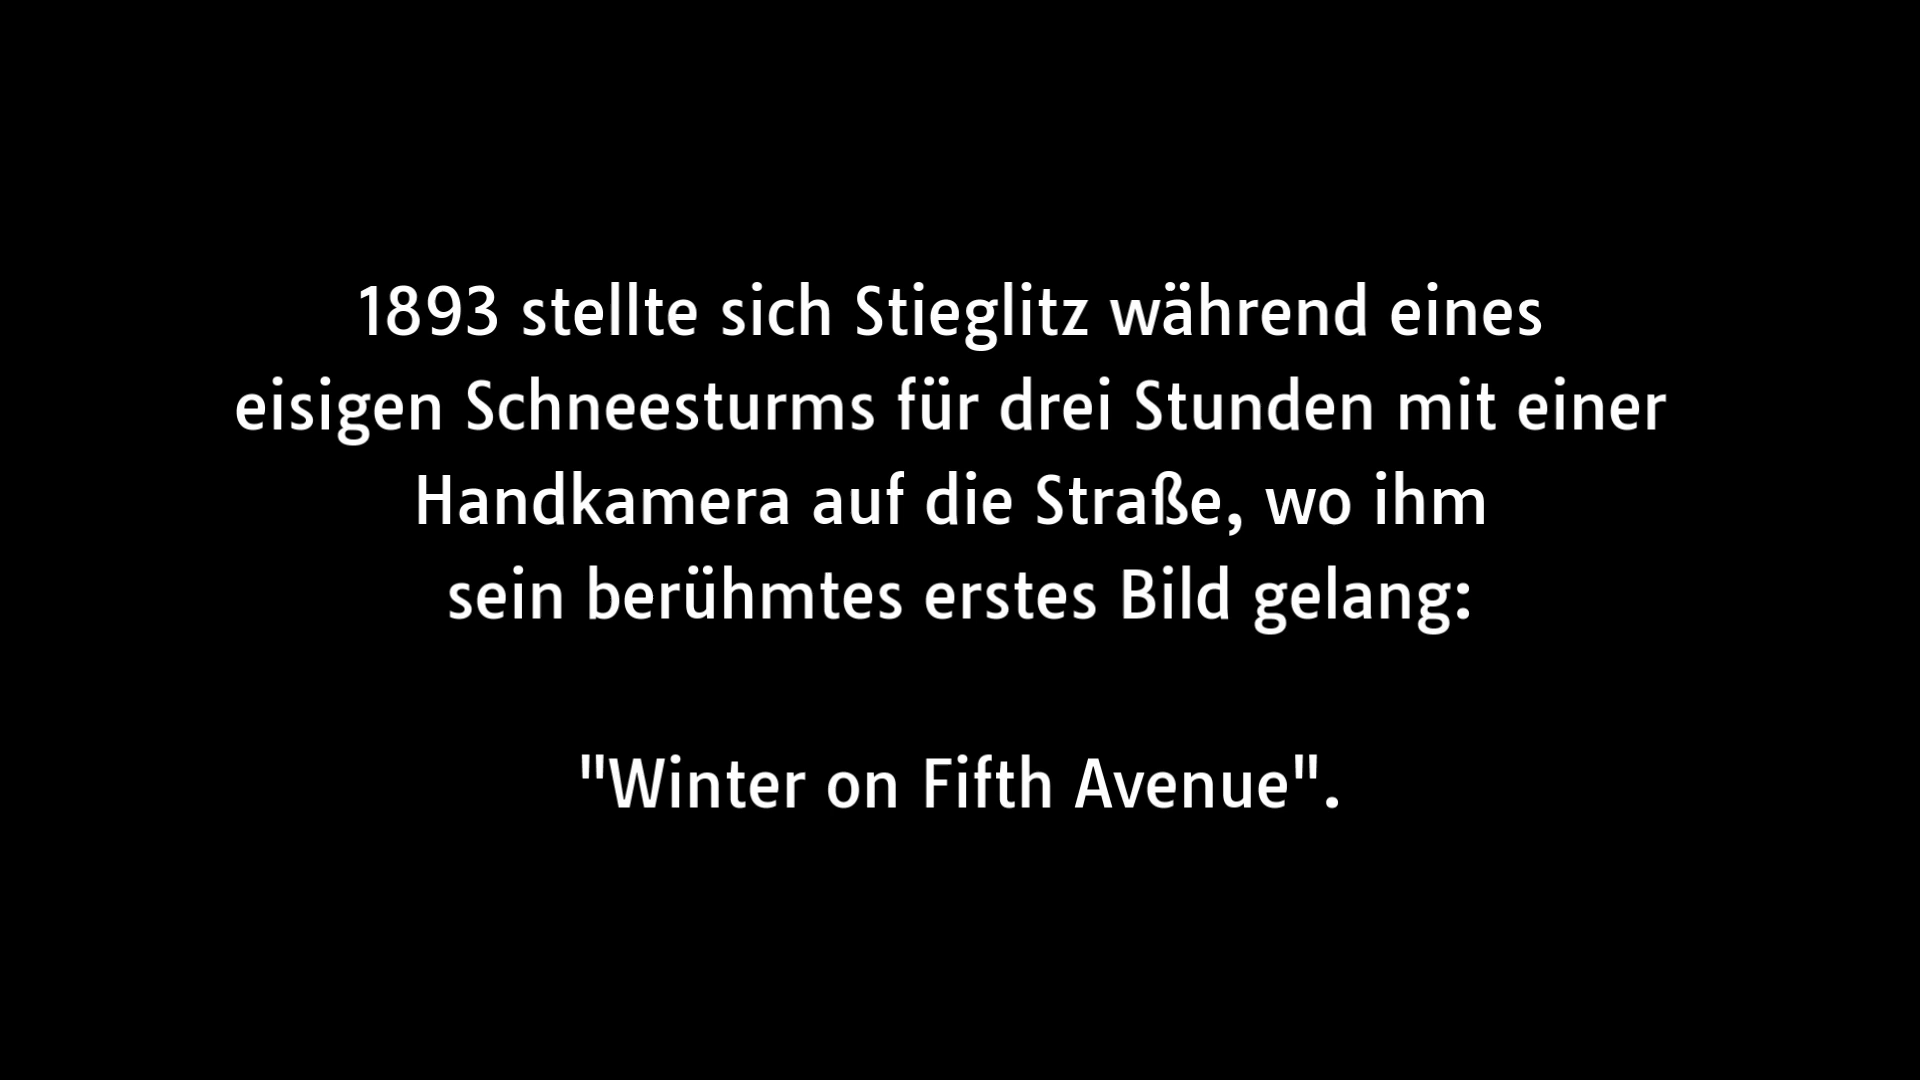 1893 stellte sich Stieglitz während eines
eisigen Schneesturms für drei Stunden mit einer
Handkamera auf die Straße, wo ihm
sein berühmtes erstes Bild gelang:
"Winter on Fifth Avenue".